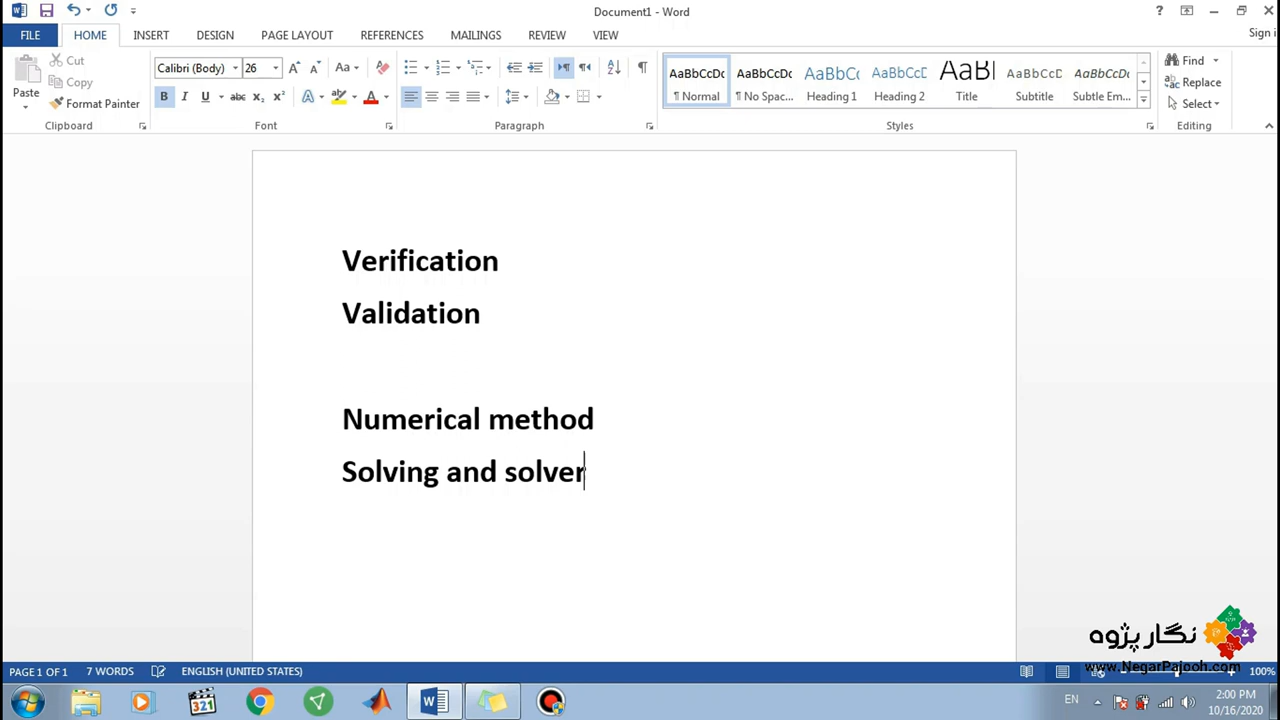 Document1 - Word
Sign i
FILE HOME INSERT DESIGN PAGE LAYOUT REFERENCES MAILINGS REVIEW VIEW
Paste
Cut
Copy
Format Painter
Calibri (Body) 26
AaBbCcDc AaBbCcDc AaBbCc AaBbCcD AaBl AaBbCcD AaBbCcDc
¶ Normal ¶ No Spac... Heading 1 Heading 2 Title Subtitle Subtle Em...
Find
Replace
Select
Clipboard Font Paragraph Styles Editing
Verification
Validation
Numerical method
Solving and solver
نگار پژوه
www.NegarPajooh.com
PAGE 1 OF 1 7 WORDS ENGLISH (UNITED STATES) 100%
321
EN
2:00 PM
10/16/2020